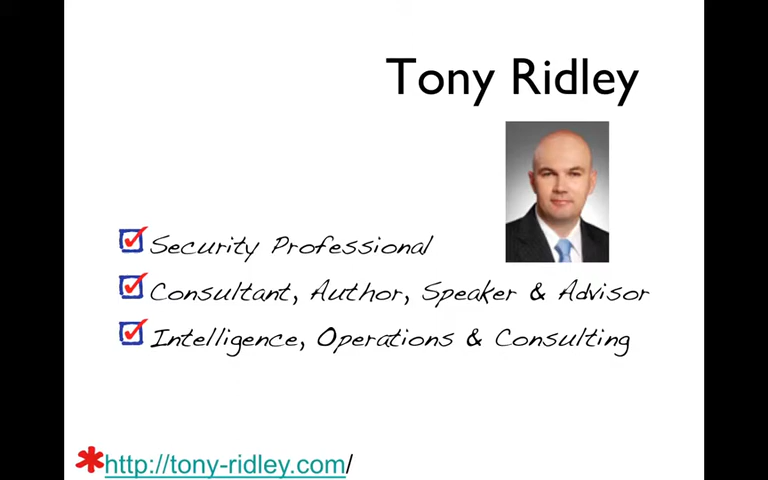 Tony Ridley
Security Professional
Consultant, Author, Speaker & Advisor
Intelligence, Operations & Consulting
*http://tony-ridley.com/